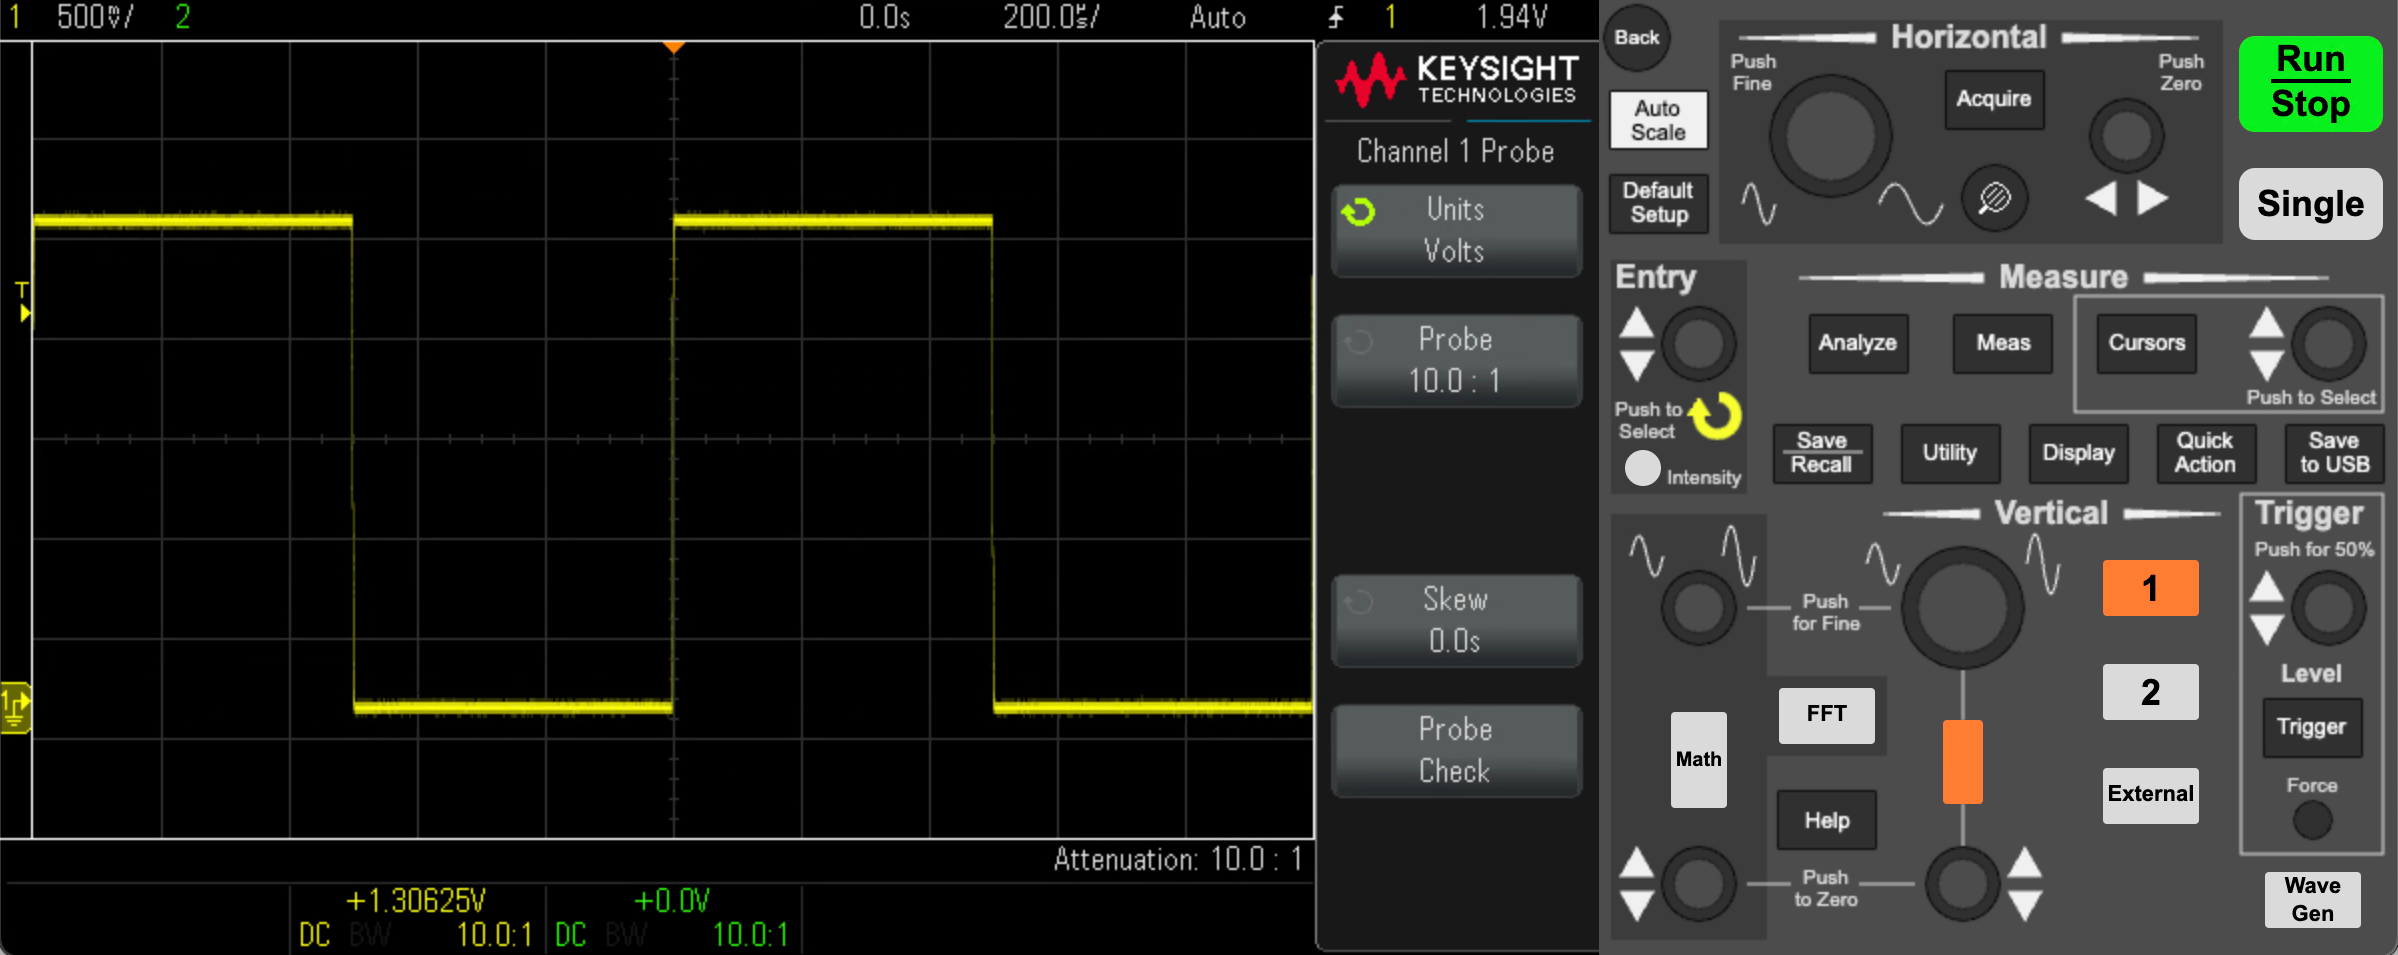 1 500mV/ 2 0.0s 200.0µs/ Auto 1 1.94V
T
1
KEYSIGHT
TECHNOLOGIES
Channel 1 Probe
Units
Volts
Probe
10.0 : 1
Skew
0.0s
Probe
Check
Attenuation: 10.0 : 1
+1.30625V
DC BW 10.0:1
+0.0V
DC BW 10.0:1
Back
Auto
Scale
Default
Setup
Horizontal
Push
Fine
Acquire
Push
Zero
Run
Stop
Single
Entry
Push to
Select
Intensity
Measure
Analyze
Meas
Cursors
Push to Select
Save
Recall
Utility
Display
Quick
Action
Save
to USB
Vertical
Push
for Fine
1
2
External
FFT
Math
Help
Push
to Zero
Trigger
Push for 50%
Level
Trigger
Force
Wave
Gen